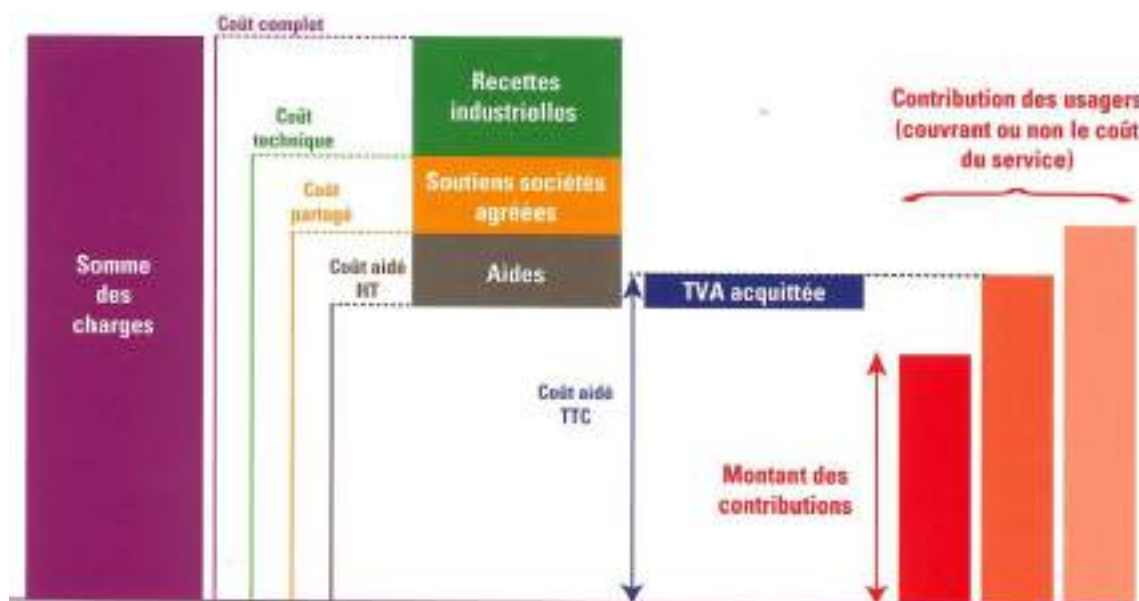 Coût complet
Recettes
industrielles
Coût
technique
Soutiens sociétés
agréées
Coût
partagé
Coût aidé
HT
Aides
Somme
des
charges
TVA acquittée
Coût aidé
TTC
Contribution des usagers
(couvrant ou non le coût
du service)
Montant des
contributions